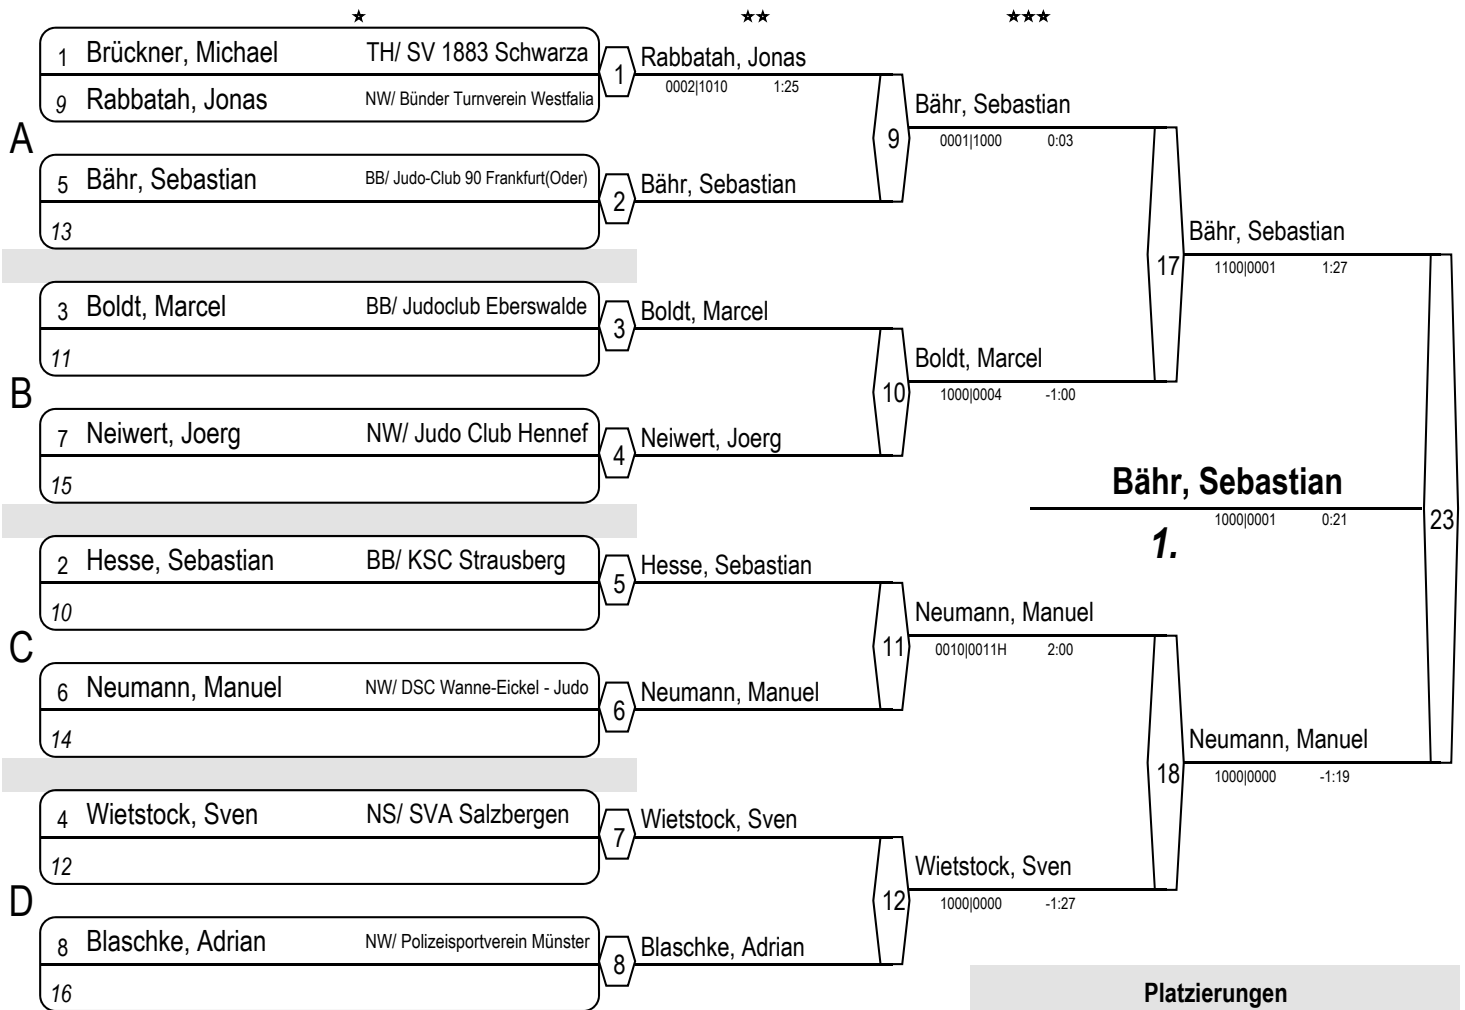 1 Brückner, Michael TH/ SV 1883 Schwarza
9 Rabbatah, Jonas NW/ Bünder Turnverein Westfalia
1
Rabbatah, Jonas
0002|1010 1:25
A
5 Bähr, Sebastian BB/ Judo-Club 90 Frankfurt(Oder)
13
2
Bähr, Sebastian
9
Bähr, Sebastian
0001|1000 0:03
3 Boldt, Marcel BB/ Judoclub Eberswalde
11
3
Boldt, Marcel
B
7 Neiwert, Joerg NW/ Judo Club Hennef
15
4
Neiwert, Joerg
10
Boldt, Marcel
1000|0004 -1:00
17
Bähr, Sebastian
1100|0001 1:27
2 Hesse, Sebastian BB/ KSC Strausberg
10
5
Hesse, Sebastian
C
6 Neumann, Manuel NW/ DSC Wanne-Eickel - Judo
14
6
Neumann, Manuel
11
Neumann, Manuel
0010|0011H 2:00
4 Wietstock, Sven NS/ SVA Salzbergen
12
7
Wietstock, Sven
D
8 Blaschke, Adrian NW/ Polizeisportverein Münster
16
8
Blaschke, Adrian
12
Wietstock, Sven
1000|0000 -1:27
18
Neumann, Manuel
1000|0000 -1:19
23
Bähr, Sebastian
1000|0001 0:21
1.
Platzierungen